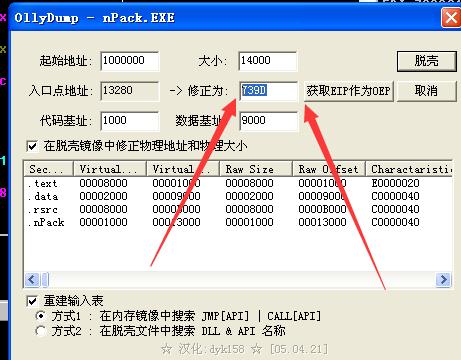 OllyDump - nPack.EXE
起始地址: 1000000 大小: 14000 脱壳
入口点地址: 13280 -> 修正为: 739D 获取EIP作为OEP 取消
代码基址: 1000 数据基址: 9000
在脱壳镜像中修正物理地址和物理大小
Sec... Virtual... Virtual... Raw Size Raw Offset Charactaristic
.text 00008000 00001000 00008000 00001000 E0000020
.data 00002000 00009000 00002000 00009000 C0000040
.rsrc 00008000 0000B000 00008000 0000B000 C0000040
.nPack 00001000 00013000 00001000 00013000 C0000040
重建输入表
方式1 : 在内存镜像中搜索 JMP[API] | CALL[API]
方式2 : 在脱壳文件中搜索 DLL & API 名称
☆ 汉化:dyk158 ☆ [05.04.21]